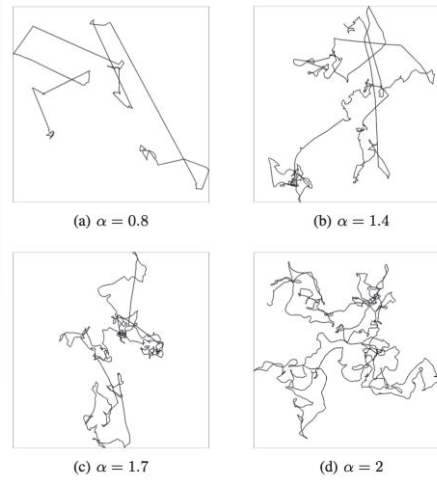 (a) α = 0.8
(b) α = 1.4
(c) α = 1.7
(d) α = 2